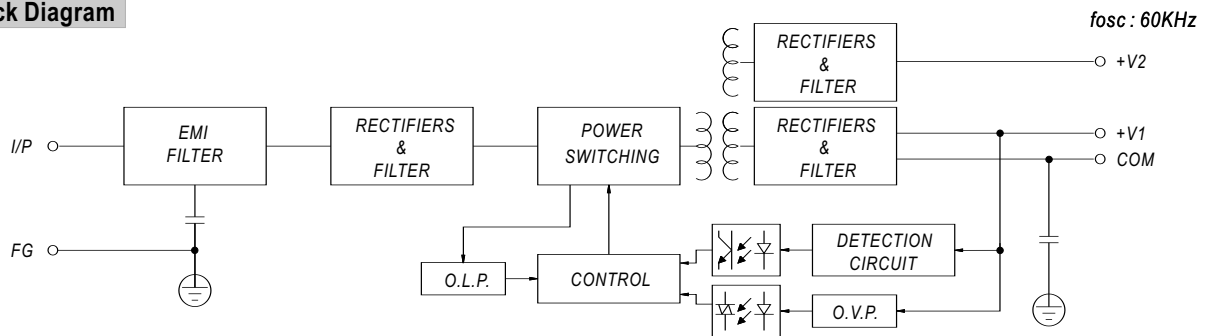 ck Diagram
fosc : 60KHz
RECTIFIERS
&
FILTER
+V2
I/P
EMI
FILTER
RECTIFIERS
&
FILTER
POWER
SWITCHING
RECTIFIERS
&
FILTER
+V1
COM
FG
O.L.P.
CONTROL
DETECTION
CIRCUIT
O.V.P.